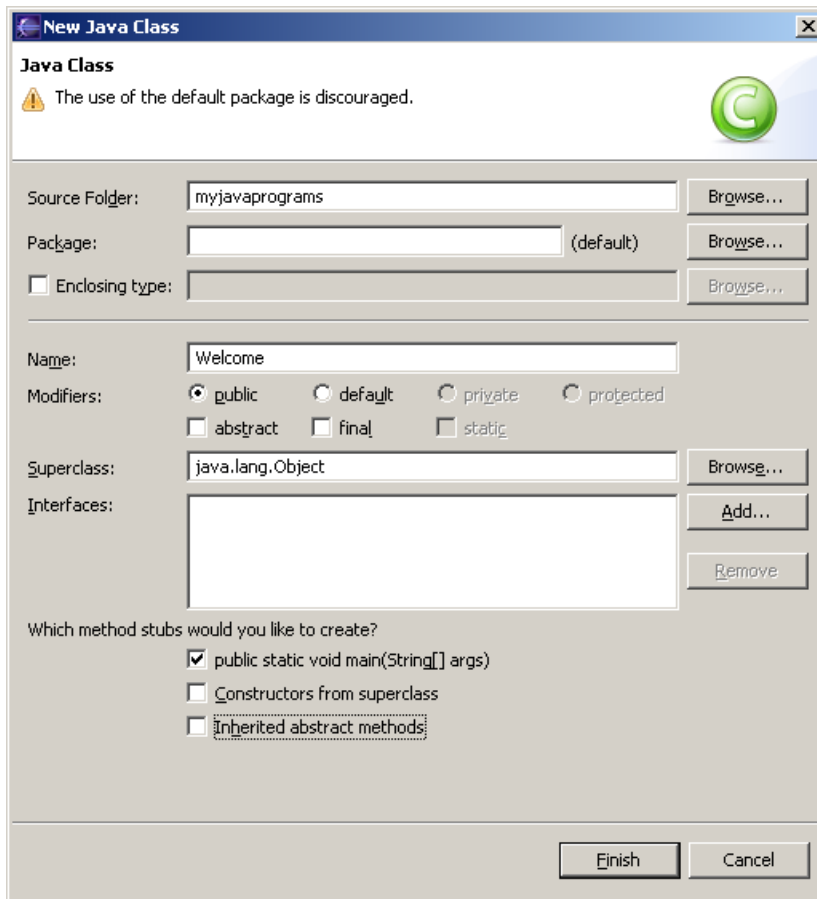 New Java Class
Java Class
The use of the default package is discouraged.
Source Folder: myjavaprograms Browse...
Package: (default) Browse...
Enclosing type: Browse...
Name: Welcome
Modifiers: public default private protected
abstract final static
Superclass: java.lang.Object Browse...
Interfaces: Add...
Remove
Which method stubs would you like to create?
public static void main(String[] args)
Constructors from superclass
Inherited abstract methods
Finish Cancel